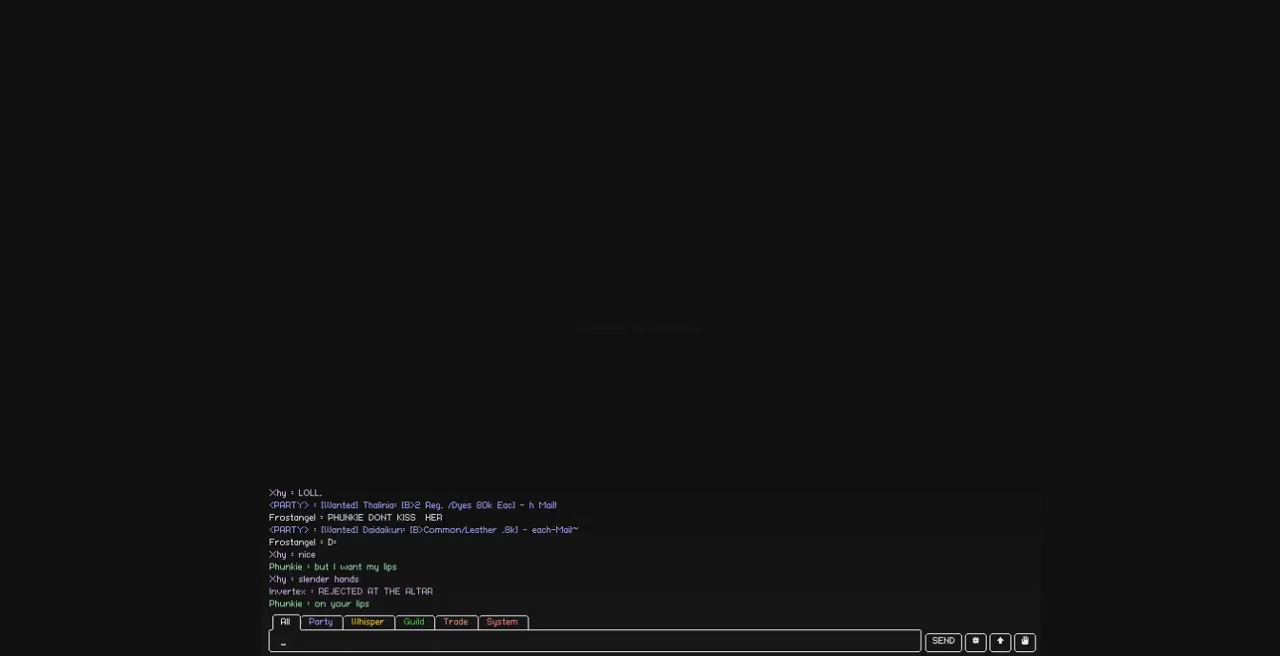 Xhy : LOLL.
<PARTY> : [Wanted] Thalinia: [B>2 Reg. /Dyes 80k Eac] - h Mail!
Frostangel : PHUNKIE DONT KISS  HER
<PARTY> : [Wanted] Daidaikun: [B>Common/Leather .8k] - each-Mail~
Frostangel : D:
Xhy : nice
Phunkie : but I want my lips
Xhy : slender hands
Invertex : REJECTED AT THE ALTAR
Phunkie : on your lips
All Party Whisper Guild Trade System
_ SEND